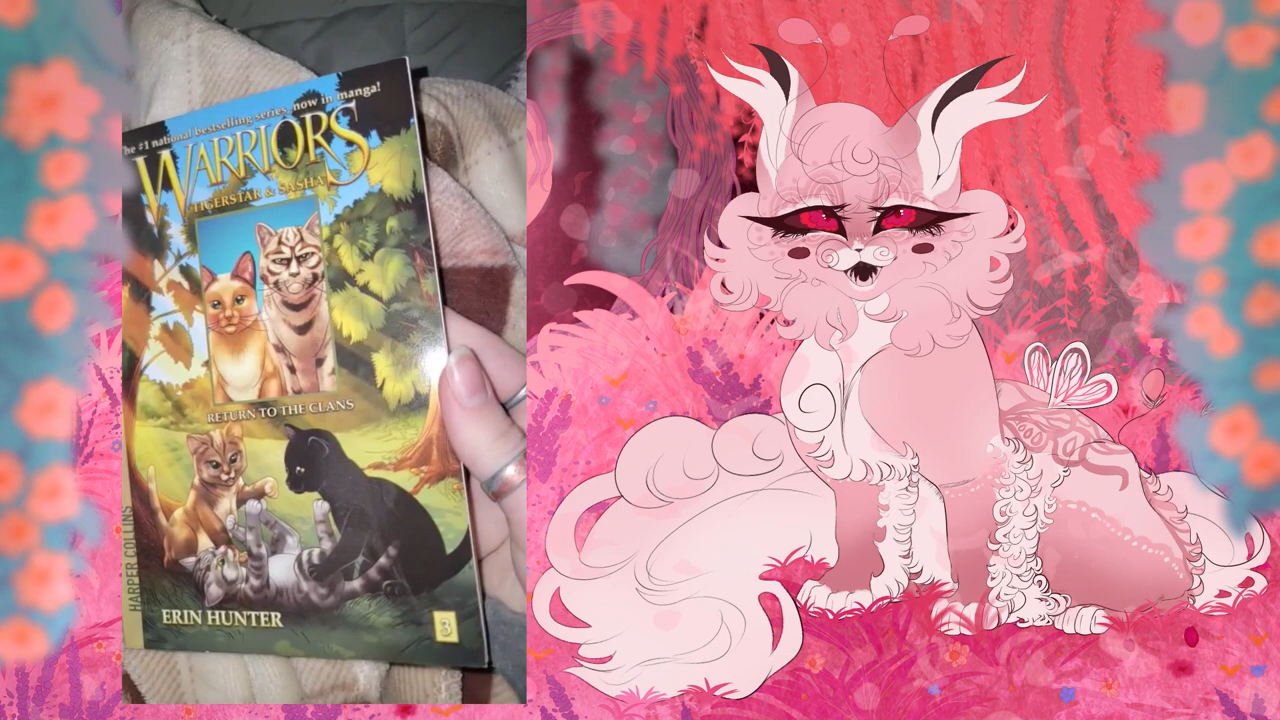 The #1 national bestselling series, now in manga!
WARRIORS
TIGERSTAR & SASHA
RETURN TO THE CLANS
HARPER COLLINS
ERIN HUNTER
3